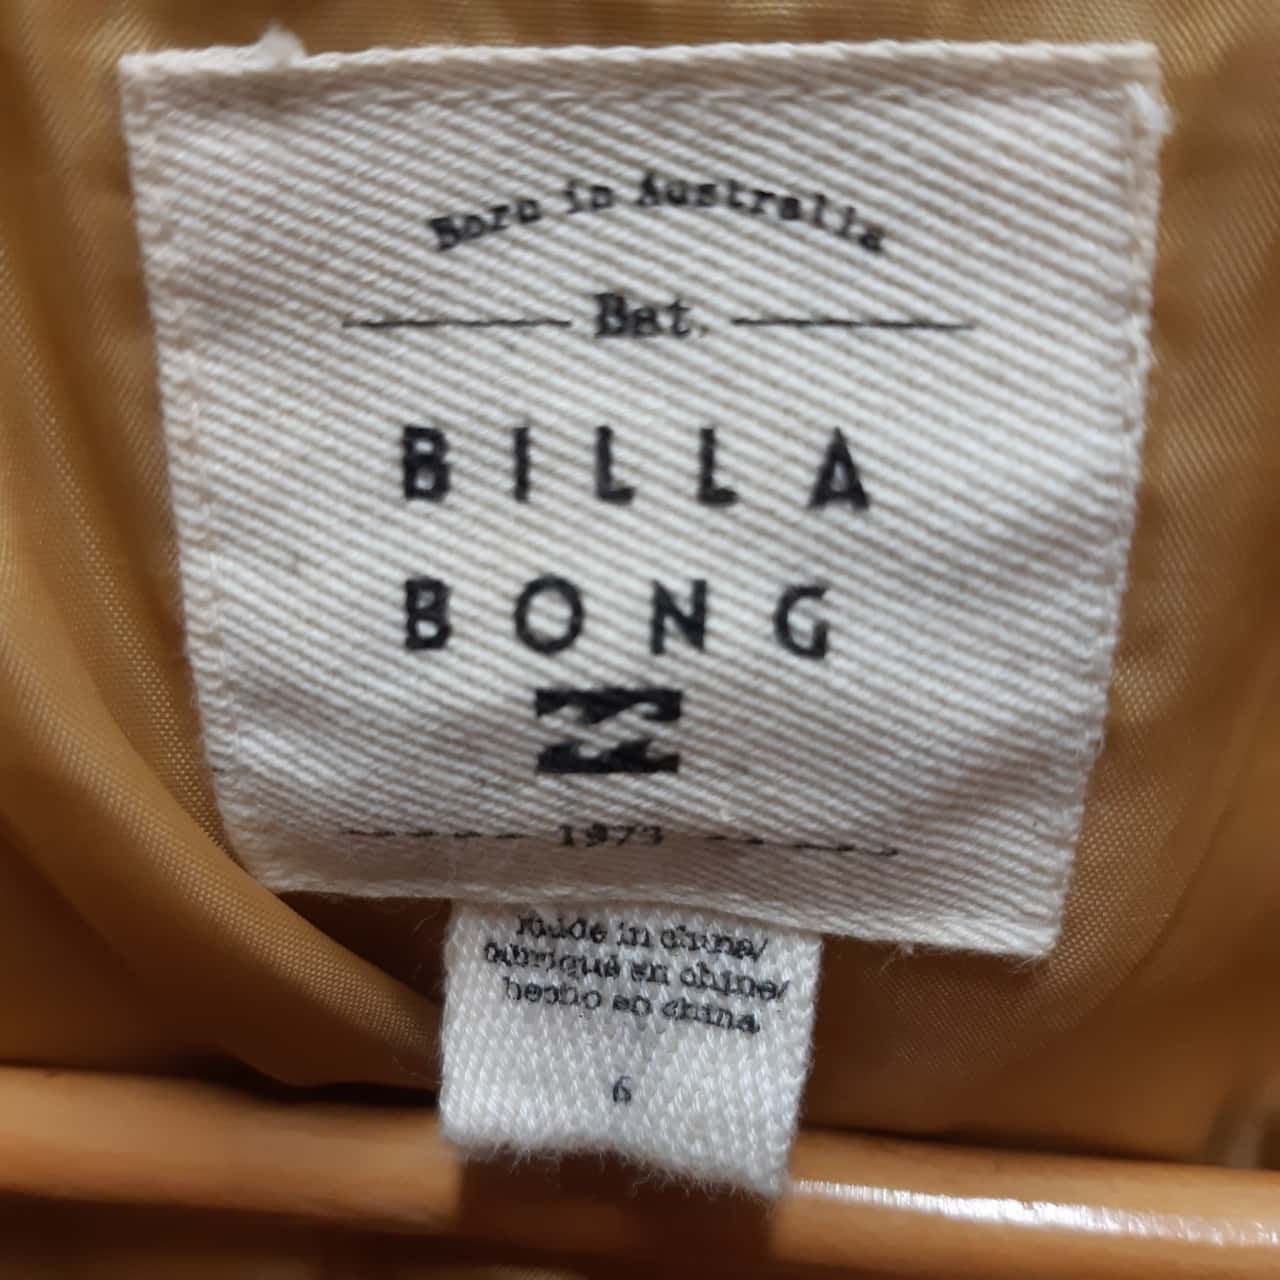 Born in Australia
Est.
BILLA
BONG
1973
made in china/
fabriqué en chine/
hecho en china
6